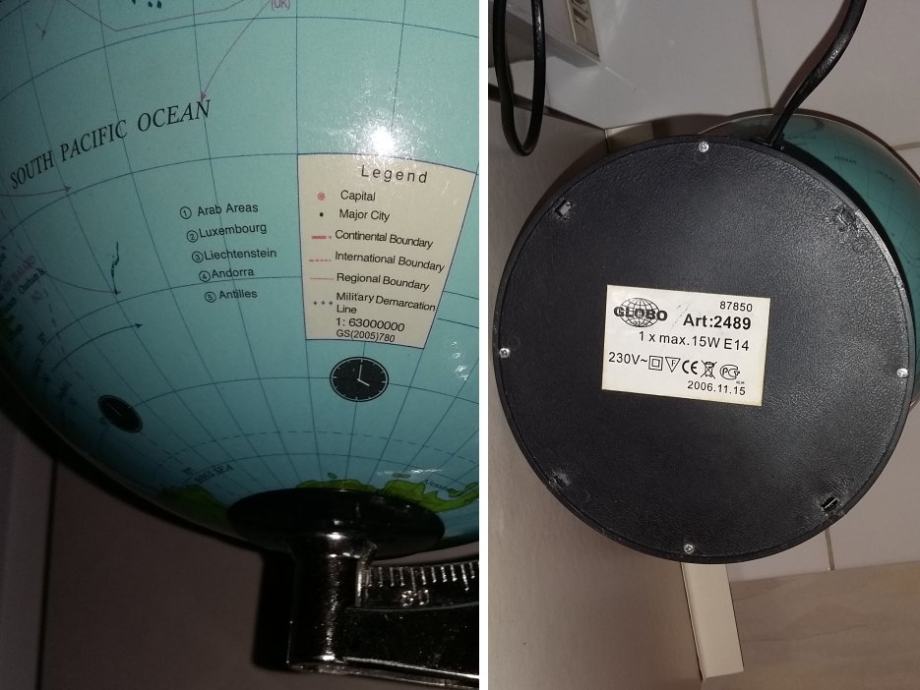 (UK)
SOUTH PACIFIC OCEAN
① Arab Areas
② Luxembourg
③ Liechtenstein
④ Andorra
⑤ Antilles
Legend
Capital
Major City
Continental Boundary
International Boundary
Regional Boundary
Military Demarcation
Line
1: 63000000
GS(2005)780
GLOBO
87850
Art:2489
1 x max.15W E14
230V~ F CE
2006.11.15